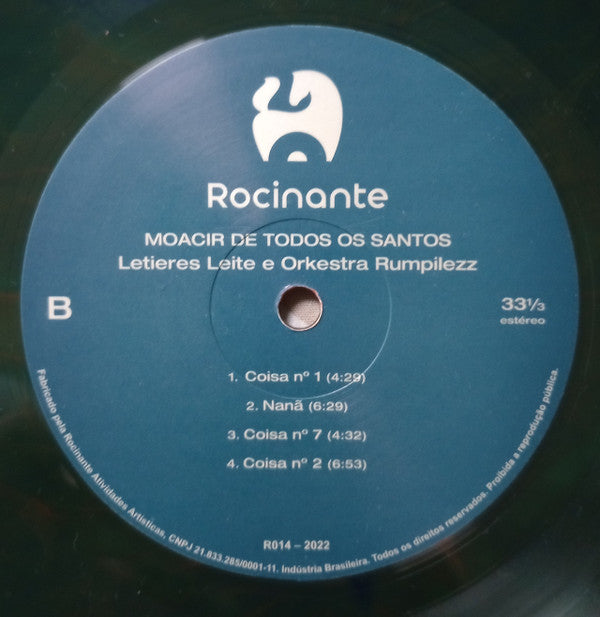 Rocinante
MOACIR DE TODOS OS SANTOS
Letieres Leite e Orkestra Rumpilezz
B
33⅓
estéreo
1. Coisa nº 1 (4:29)
2. Nanã (6:29)
3. Coisa nº 7 (4:32)
4. Coisa nº 2 (6:53)
R014 – 2022
Fabricado pela Rocinante Atividades Artísticas, CNPJ 21.833.285/0001-11. Indústria Brasileira. Todos os direitos reservados. Proibida a reprodução pública.